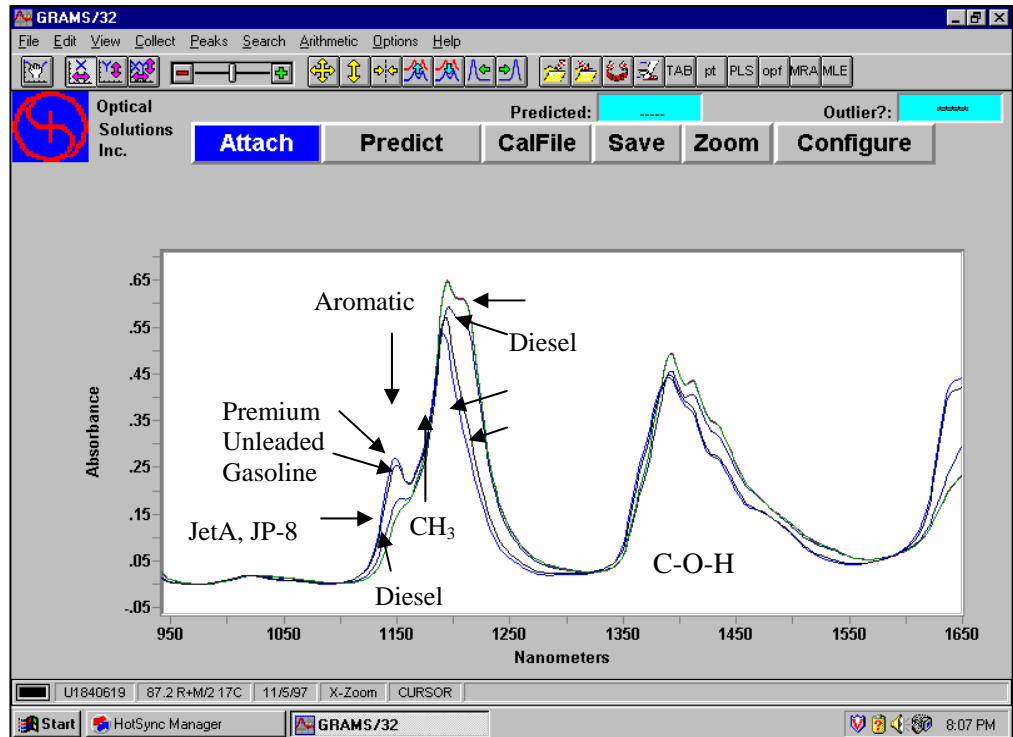 GRAMS/32
File Edit View Collect Peaks Search Arithmetic Options Help
TAB pt PLS opf MRA MLE
Optical
Solutions
Inc.
Predicted: -----
Outlier?: *****
Attach Predict CalFile Save Zoom Configure
Absorbance
.65
.45
.35
.25
.15
.05
-.05
Aromatic
Diesel
Premium
Unleaded
Gasoline
JetA, JP-8
CH₃
Diesel
C-O-H
950 1050 1150 1250 1350 1450 1550 1650
Nanometers
U1840619 87.2 R+M/2 17C 11/5/97 X-Zoom CURSOR
Start HotSync Manager GRAMS/32 8:07 PM